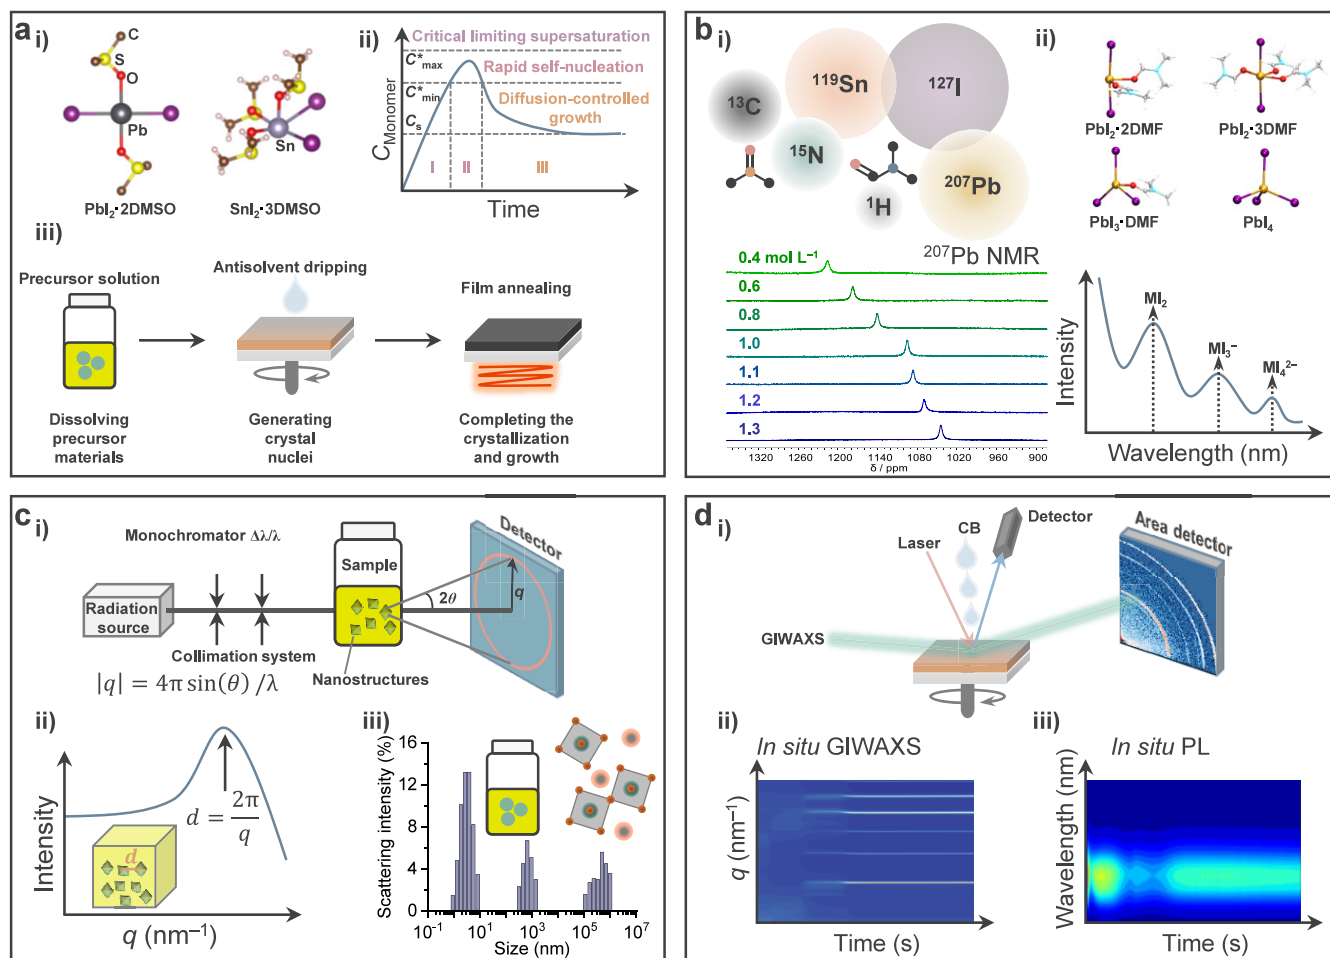 a
i)
C
S
O
Pb
Sn
PbI₂·2DMSO
SnI₂·3DMSO
ii)
Critical limiting supersaturation
C*max
Rapid self-nucleation
C*min
Diffusion-controlled
growth
Cs
CMonomer
I
II
III
Time
iii)
Precursor solution
Antisolvent dripping
Film annealing
Dissolving
precursor
materials
Generating
crystal
nuclei
Completing the
crystallization
and growth
b
i)
¹³C
¹¹⁹Sn
¹²⁷I
¹⁵N
¹H
²⁰⁷Pb
²⁰⁷Pb NMR
0.4 mol L⁻¹
0.6
0.8
1.0
1.1
1.2
1.3
1320 1260 1200 1140 1080 1020 960 900
δ / ppm
ii)
PbI₂·2DMF
PbI₂·3DMF
PbI₃·DMF
PbI₄
Intensity
MI₂
MI₃⁻
MI₄²⁻
Wavelength (nm)
c
i)
Monochromator Δλ/λ
Radiation
source
Collimation system
Sample
Nanostructures
2θ
q
Detector
|q| = 4π sin(θ) /λ
ii)
Intensity
d = 2π/q
d
q (nm⁻¹)
iii)
Scattering intensity (%)
16
12
8
4
0
10⁻¹ 10¹ 10³ 10⁵ 10⁷
Size (nm)
d
i)
Laser
CB
Detector
Area detector
GIWAXS
ii)
In situ GIWAXS
q (nm⁻¹)
Time (s)
iii)
In situ PL
Wavelength (nm)
Time (s)